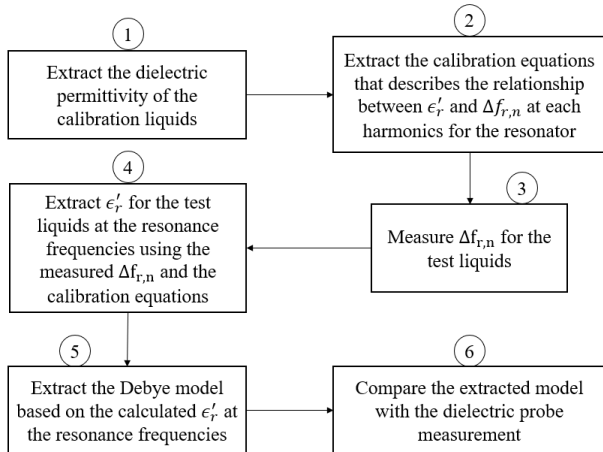 1
Extract the dielectric
permittivity of the
calibration liquids
2
Extract the calibration equations
that describes the relationship
between ϵ′r and Δfr,n at each
harmonics for the resonator
3
Measure Δfr,n for the
test liquids
4
Extract ϵ′r for the test
liquids at the resonance
frequencies using the
measured Δfr,n and the
calibration equations
5
Extract the Debye model
based on the calculated ϵ′r at
the resonance frequencies
6
Compare the extracted model
with the dielectric probe
measurement